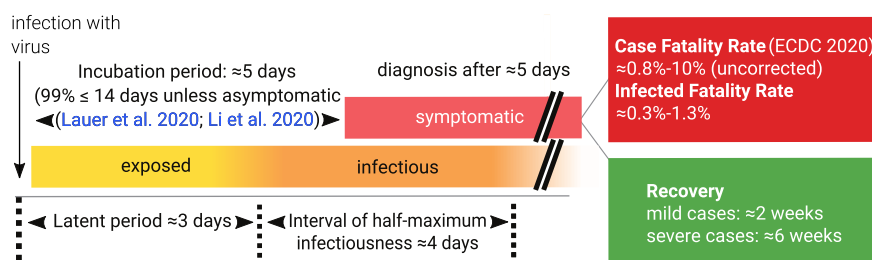 infection with
virus
Incubation period: ≈5 days
(99% ≤ 14 days unless asymptomatic
(Lauer et al. 2020; Li et al. 2020)
diagnosis after ≈5 days
symptomatic
exposed
infectious
Latent period ≈3 days
Interval of half-maximum
infectiousness ≈4 days
Case Fatality Rate (ECDC 2020)
≈0.8%-10% (uncorrected)
Infected Fatality Rate
≈0.3%-1.3%
Recovery
mild cases: ≈2 weeks
severe cases: ≈6 weeks